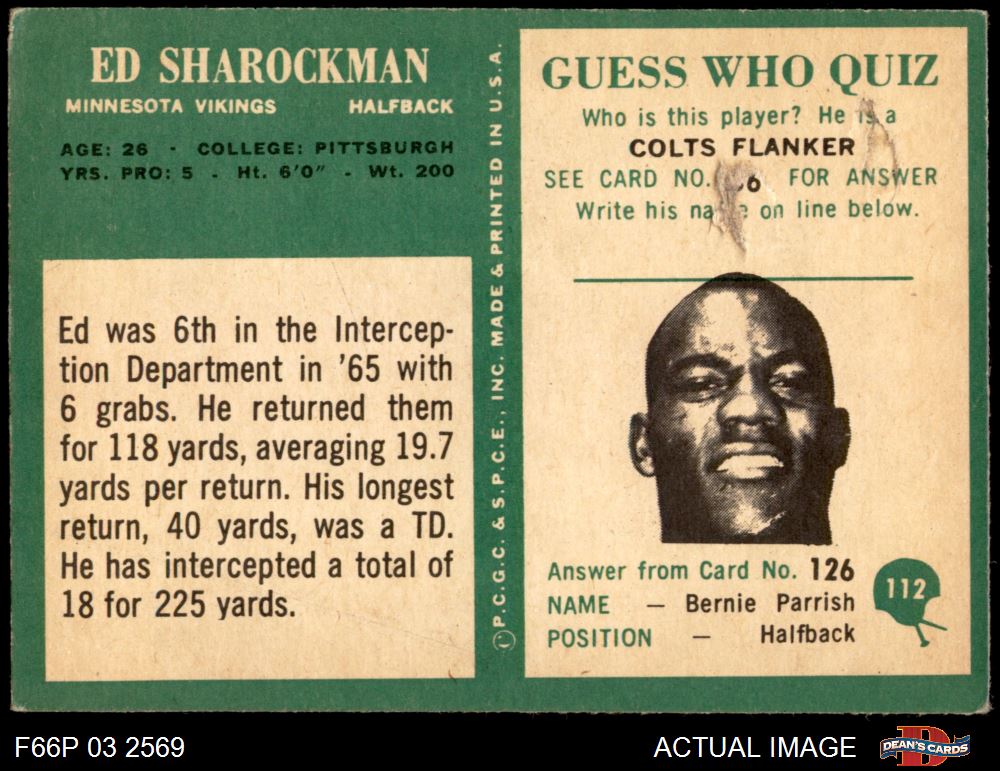 ED SHAROCKMAN
MINNESOTA VIKINGS HALFBACK
AGE: 26 - COLLEGE: PITTSBURGH
YRS. PRO: 5 - Ht. 6'0" - Wt. 200
Ed was 6th in the Intercep-
tion Department in '65 with
6 grabs. He returned them
for 118 yards, averaging 19.7
yards per return. His longest
return, 40 yards, was a TD.
He has intercepted a total of
18 for 225 yards.
P.C.G.C. & S.P.C.E., INC. MADE & PRINTED IN U.S.A.
GUESS WHO QUIZ
Who is this player? He is a
COLTS FLANKER
SEE CARD NO. FOR ANSWER
Write his on line below.
Answer from Card No. 126
NAME — Bernie Parrish
POSITION — Halfback
112
F66P 03 2569
ACTUAL IMAGE
D
DEAN'S CARDS